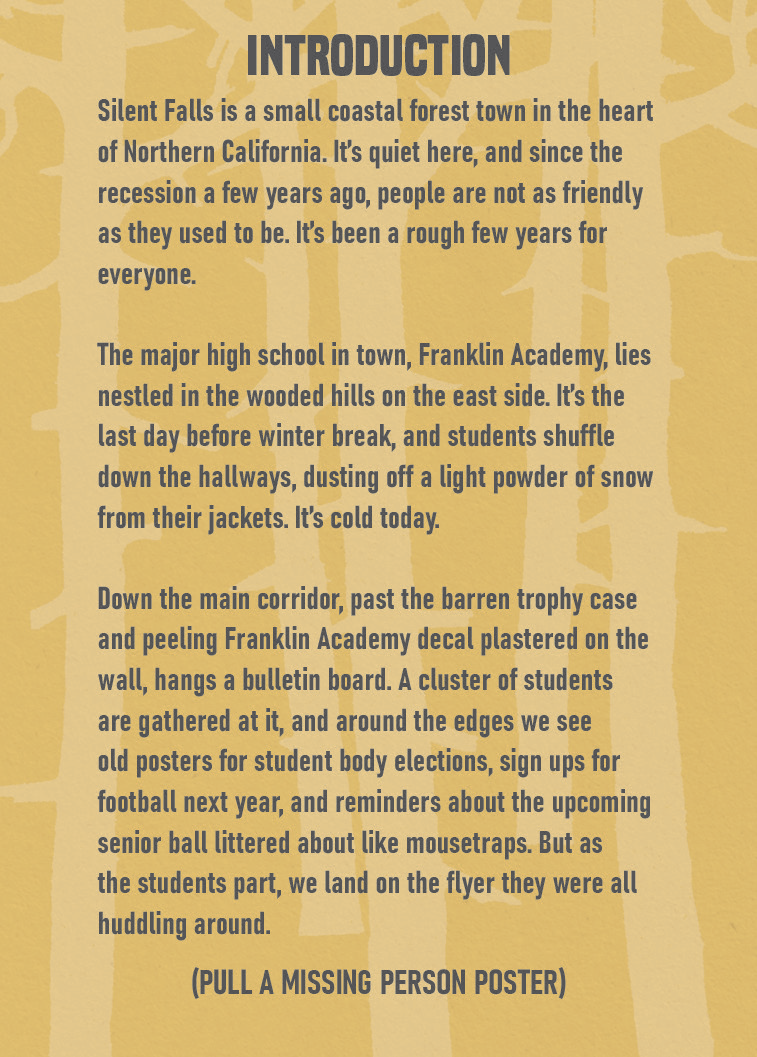 INTRODUCTION
Silent Falls is a small coastal forest town in the heart
of Northern California. It's quiet here, and since the
recession a few years ago, people are not as friendly
as they used to be. It's been a rough few years for
everyone.
The major high school in town, Franklin Academy, lies
nestled in the wooded hills on the east side. It's the
last day before winter break, and students shuffle
down the hallways, dusting off a light powder of snow
from their jackets. It's cold today.
Down the main corridor, past the barren trophy case
and peeling Franklin Academy decal plastered on the
wall, hangs a bulletin board. A cluster of students
are gathered at it, and around the edges we see
old posters for student body elections, sign ups for
football next year, and reminders about the upcoming
senior ball littered about like mousetraps. But as
the students part, we land on the flyer they were all
huddling around.
(PULL A MISSING PERSON POSTER)